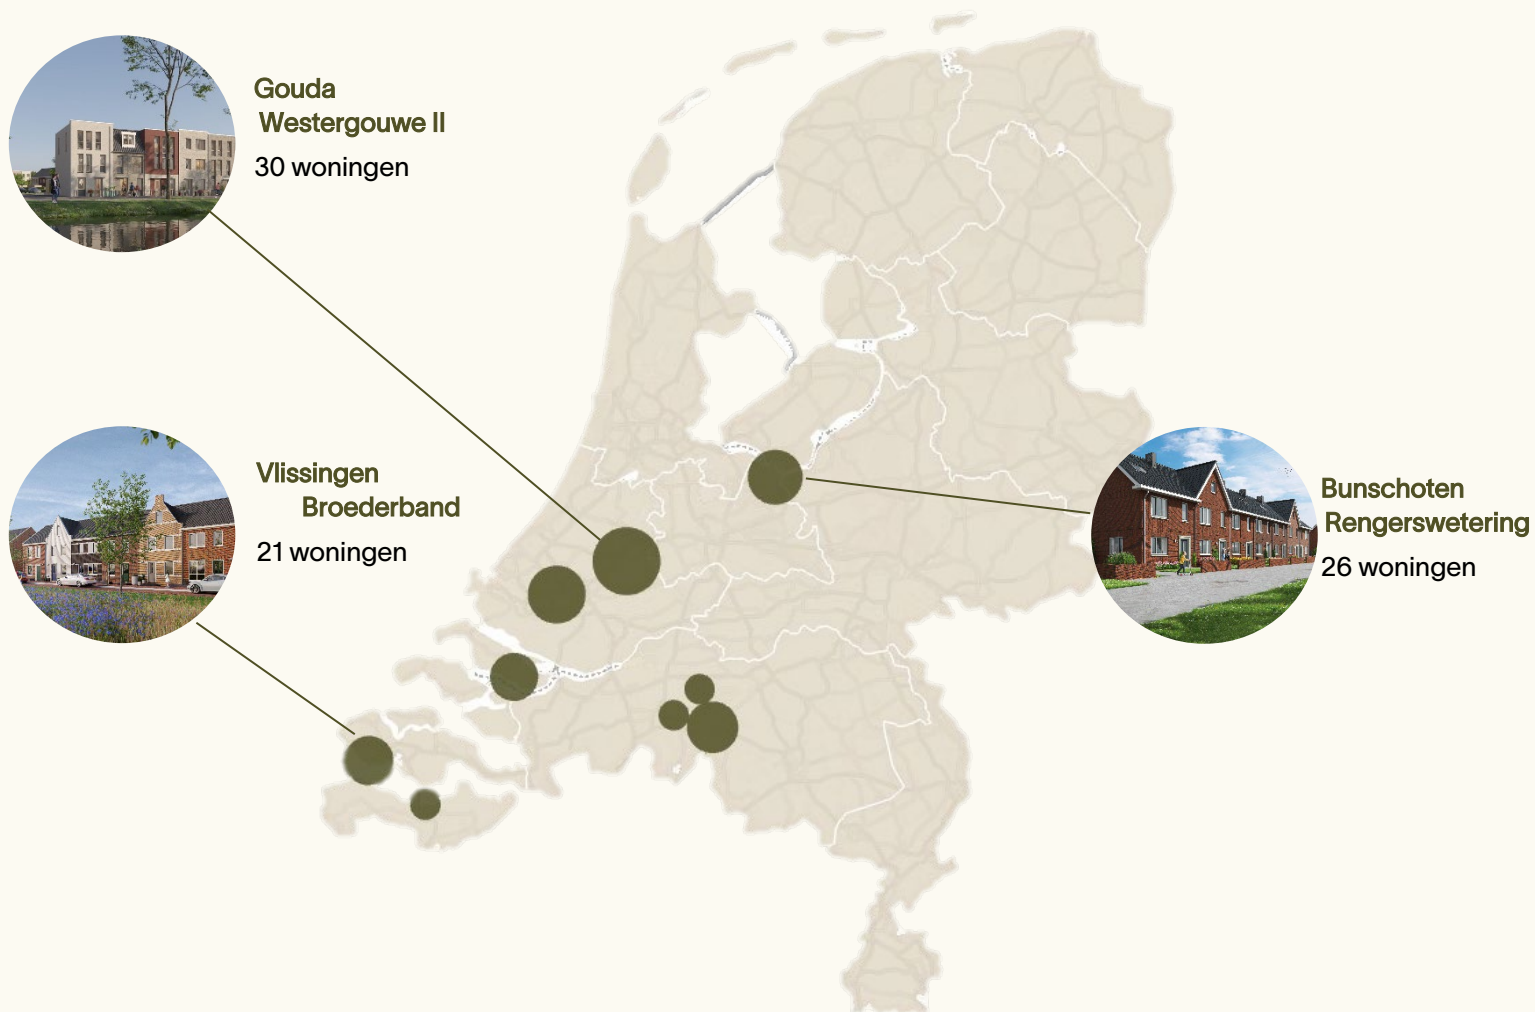 Gouda
Westergouwe II
30 woningen
Vlissingen
Broederband
21 woningen
Bunschoten
Rengerswetering
26 woningen